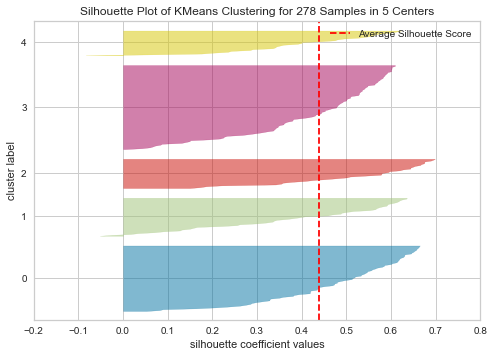 Silhouette Plot of KMeans Clustering for 278 Samples in 5 Centers
Average Silhouette Score
4
3
2
1
0
cluster label
-0.2 -0.1 0.0 0.1 0.2 0.3 0.4 0.5 0.6 0.7 0.8
silhouette coefficient values